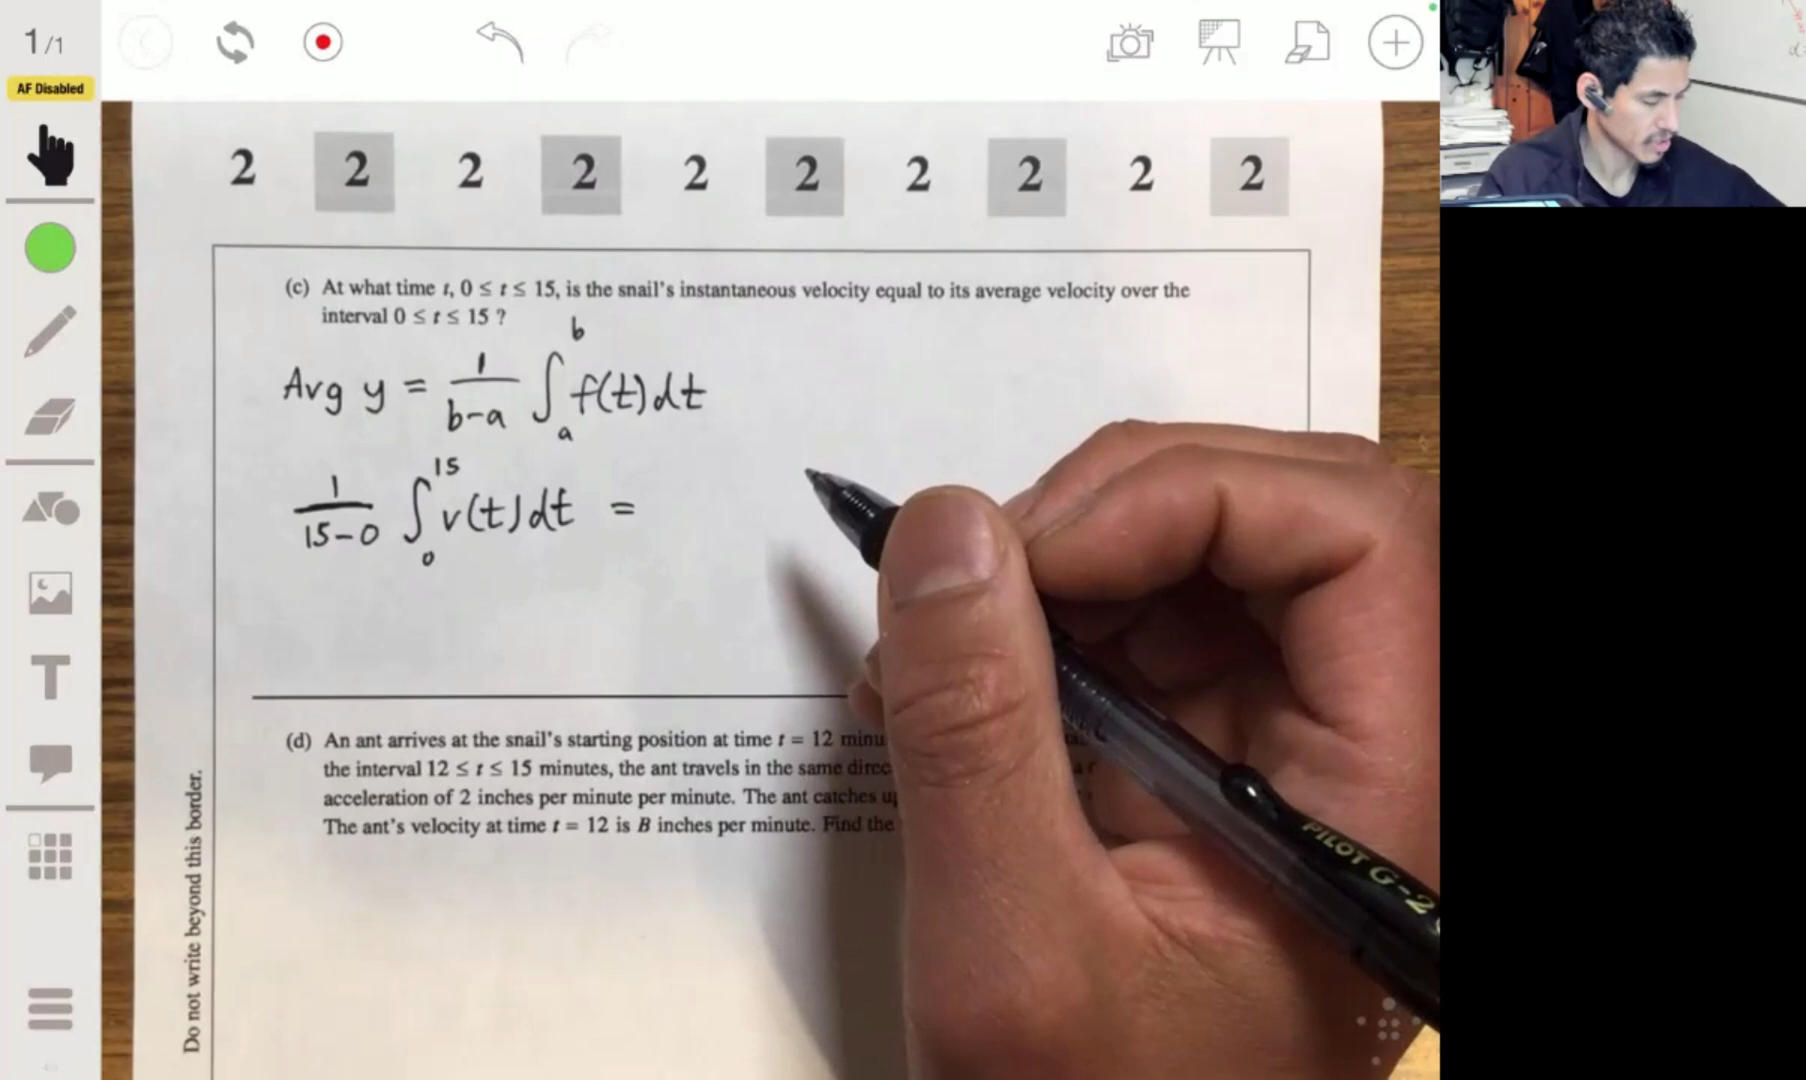 1/1
AF Disabled
2 2 2 2 2 2 2 2 2 2
(c) At what time t, 0 ≤ t ≤ 15, is the snail's instantaneous velocity equal to its average velocity over the
interval 0 ≤ t ≤ 15 ?
Avg y = 1/(b-a) ∫_a^b f(t)dt
1/(15-0) ∫_0^15 v(t)dt =
(d) An ant arrives at the snail's starting position at time t = 12
the interval 12 ≤ t ≤ 15 minutes, the ant travels in the same
acceleration of 2 inches per minute per minute. The ant catches
The ant's velocity at time t = 12 is B inches per minute. Find the
Do not write beyond this border.
PILOT G-2
T